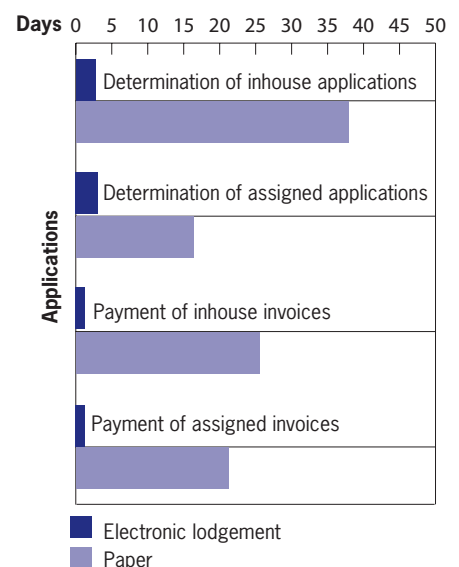 Days 0 5 10 15 20 25 30 35 40 45 50
Determination of inhouse applications
Determination of assigned applications
Applications
Payment of inhouse invoices
Payment of assigned invoices
Electronic lodgement
Paper